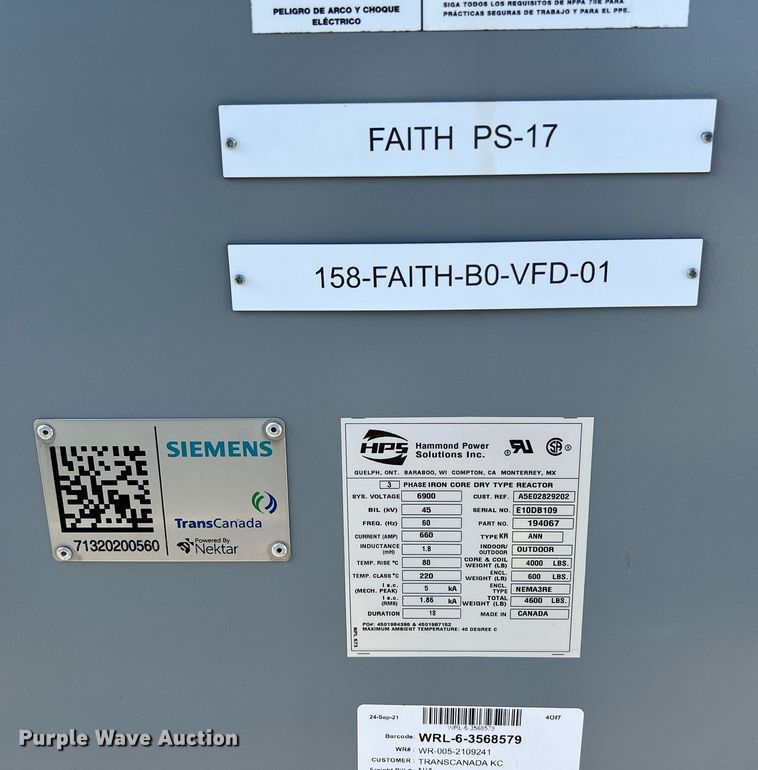 PELIGRO DE ARCO Y CHOQUE
ELÉCTRICO
SIGA TODOS LOS REQUISITOS DE NFPA 70E PARA
PRÁCTICAS SEGURAS DE TRABAJO Y PARA EL PPE.
FAITH PS-17
158-FAITH-B0-VFD-01
SIEMENS
TransCanada
Powered By
Nektar
71320200560
HPS Hammond Power
Solutions Inc.
GUELPH, ONT. BARABOO, WI COMPTON, CA MONTERREY, MX
3 PHASE IRON CORE DRY TYPE REACTOR
SYS. VOLTAGE 6900 CUST. REF. A5E02829202
BIL (kV) 45 SERIAL NO. E10DB109
FREQ. (Hz) 60 PART NO. 194067
CURRENT (AMP) 660 TYPE KR ANN
INDUCTANCE (mH) 1.8 INDOOR/OUTDOOR OUTDOOR
TEMP. RISE °C 80 CORE & COIL WEIGHT (LB) 4000 LBS.
TEMP. CLASS °C 220 ENCL. WEIGHT (LB) 600 LBS.
I s.c. (MECH. PEAK) 5 kA ENCL. TYPE NEMA3RE
I s.c. (RMS) 1.86 kA TOTAL WEIGHT (LB) 4600 LBS.
DURATION 1S MADE IN CANADA
PO#: 4501984396 & 4501987152
MAXIMUM AMBIENT TEMPERATURE: 40 DEGREE C
NPL 673
24-Sep-21
4Of7
WRL-6-3568579
Barcode: WRL-6-3568579
WR# : WR-005-2109241
CUSTOMER : TRANSCANADA KC
Purple Wave Auction